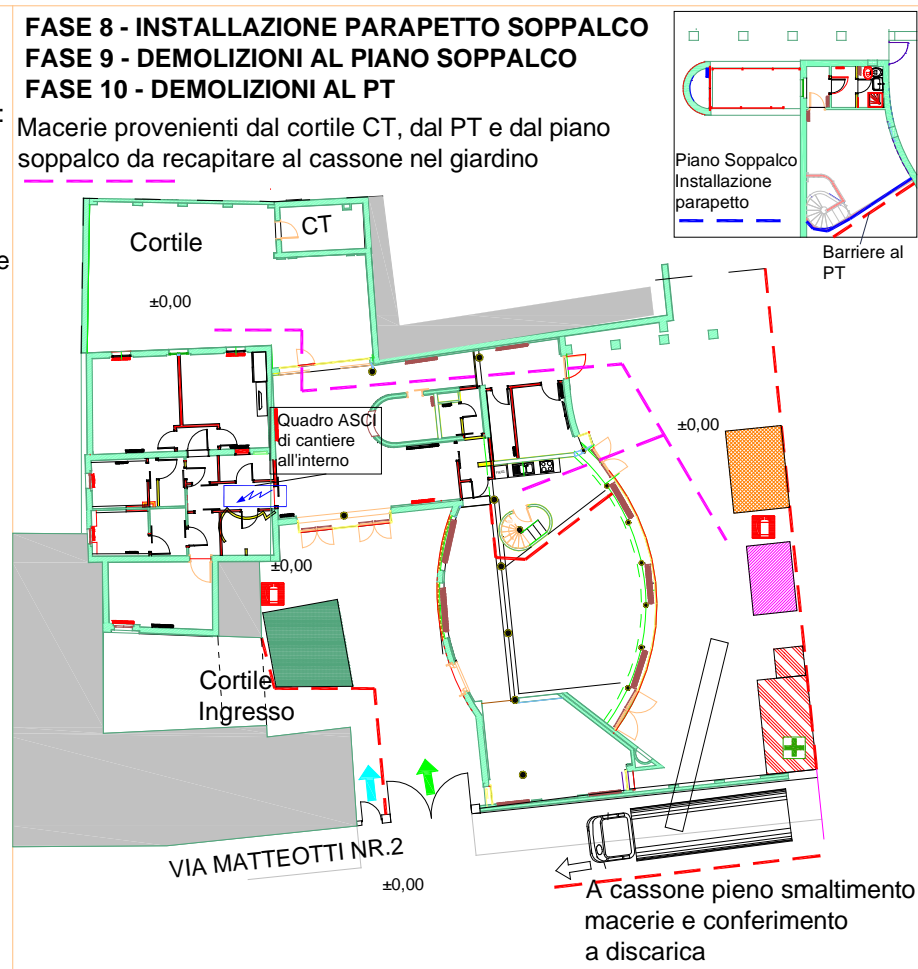 FASE 8 - INSTALLAZIONE PARAPETTO SOPPALCO
FASE 9 - DEMOLIZIONI AL PIANO SOPPALCO
FASE 10 - DEMOLIZIONI AL PT
Macerie provenienti dal cortile CT, dal PT e dal piano
soppalco da recapitare al cassone nel giardino
Piano Soppalco
Installazione
parapetto
Barriere al
PT
e
Cortile
CT
±0,00
Quadro ASCI
di cantiere
all'interno
±0,00
±0,00
Cortile
Ingresso
VIA MATTEOTTI NR.2
±0,00
A cassone pieno smaltimento
macerie e conferimento
a discarica